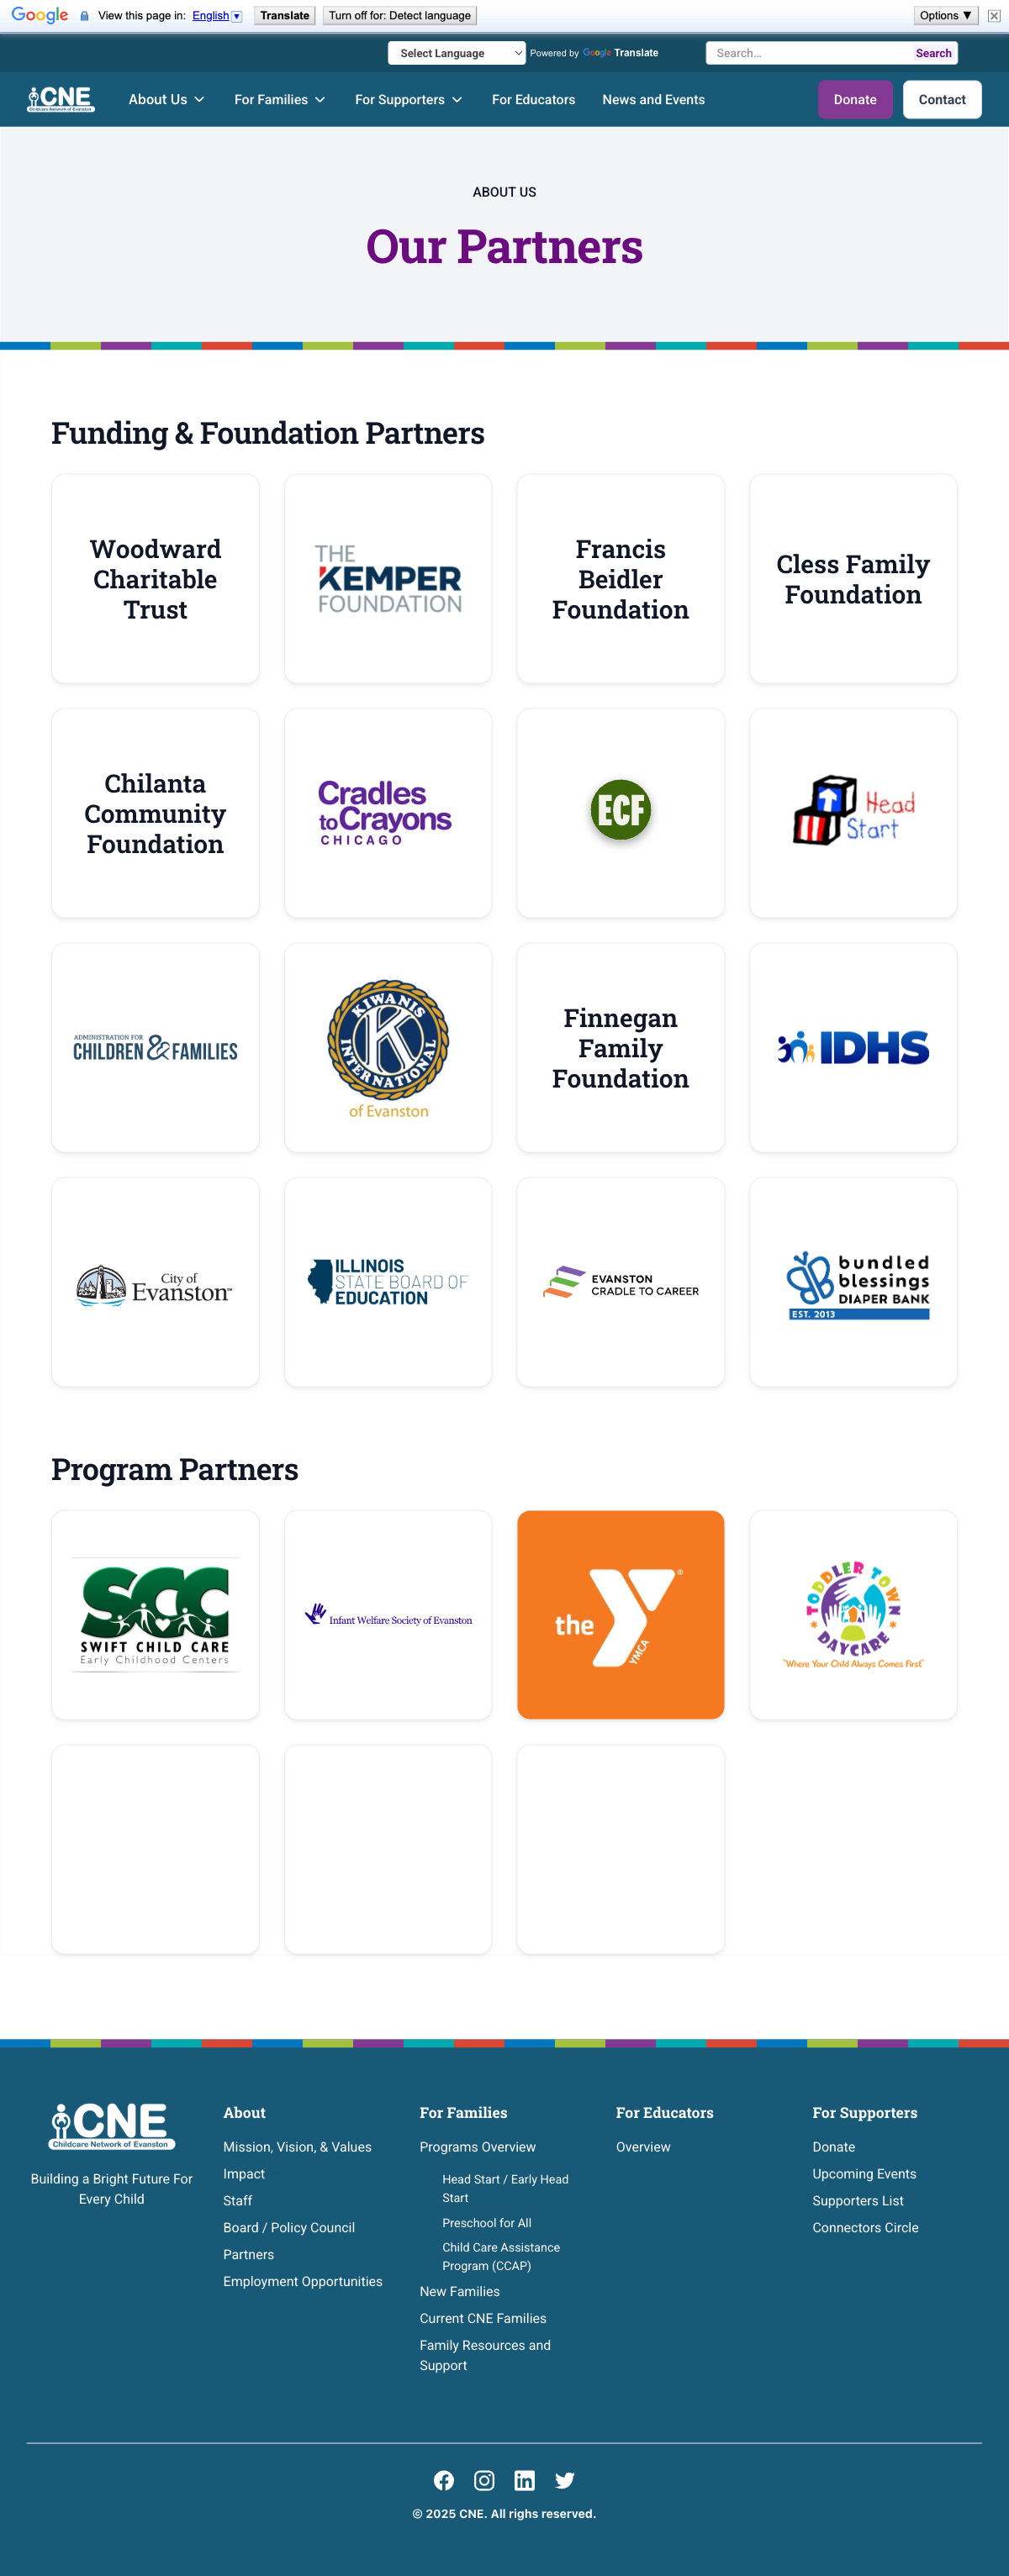 Google View this page in: English Translate Turn off for: Detect language Options ▼
Select Language Powered by Google Translate Search... Search
CNE
Childcare Network of Evanston
About Us For Families For Supporters For Educators News and Events Donate Contact
ABOUT US
Our Partners
Funding & Foundation Partners
Woodward
Charitable
Trust
THE
KEMPER
FOUNDATION
Francis
Beidler
Foundation
Cless Family
Foundation
Chilanta
Community
Foundation
Cradles
to Crayons
CHICAGO
ECF
Head
Start
ADMINISTRATION FOR
CHILDREN & FAMILIES
KIWANIS
K
INTERNATIONAL
of Evanston
Finnegan
Family
Foundation
IDHS
City of
Evanston™
ILLINOIS
STATE BOARD OF
EDUCATION
EVANSTON
CRADLE TO CAREER
bundled
blessings
DIAPER BANK
EST. 2013
Program Partners
SCC
SWIFT CHILD CARE
Early Childhood Centers
Infant Welfare Society of Evanston
the Y®
YMCA
TODDLER TOWN
DAYCARE
"Where Your Child Always Comes First"
CNE
Childcare Network of Evanston
Building a Bright Future For
Every Child
About
Mission, Vision, & Values
Impact
Staff
Board / Policy Council
Partners
Employment Opportunities
For Families
Programs Overview
Head Start / Early Head
Start
Preschool for All
Child Care Assistance
Program (CCAP)
New Families
Current CNE Families
Family Resources and
Support
For Educators
Overview
For Supporters
Donate
Upcoming Events
Supporters List
Connectors Circle
© 2025 CNE. All righs reserved.